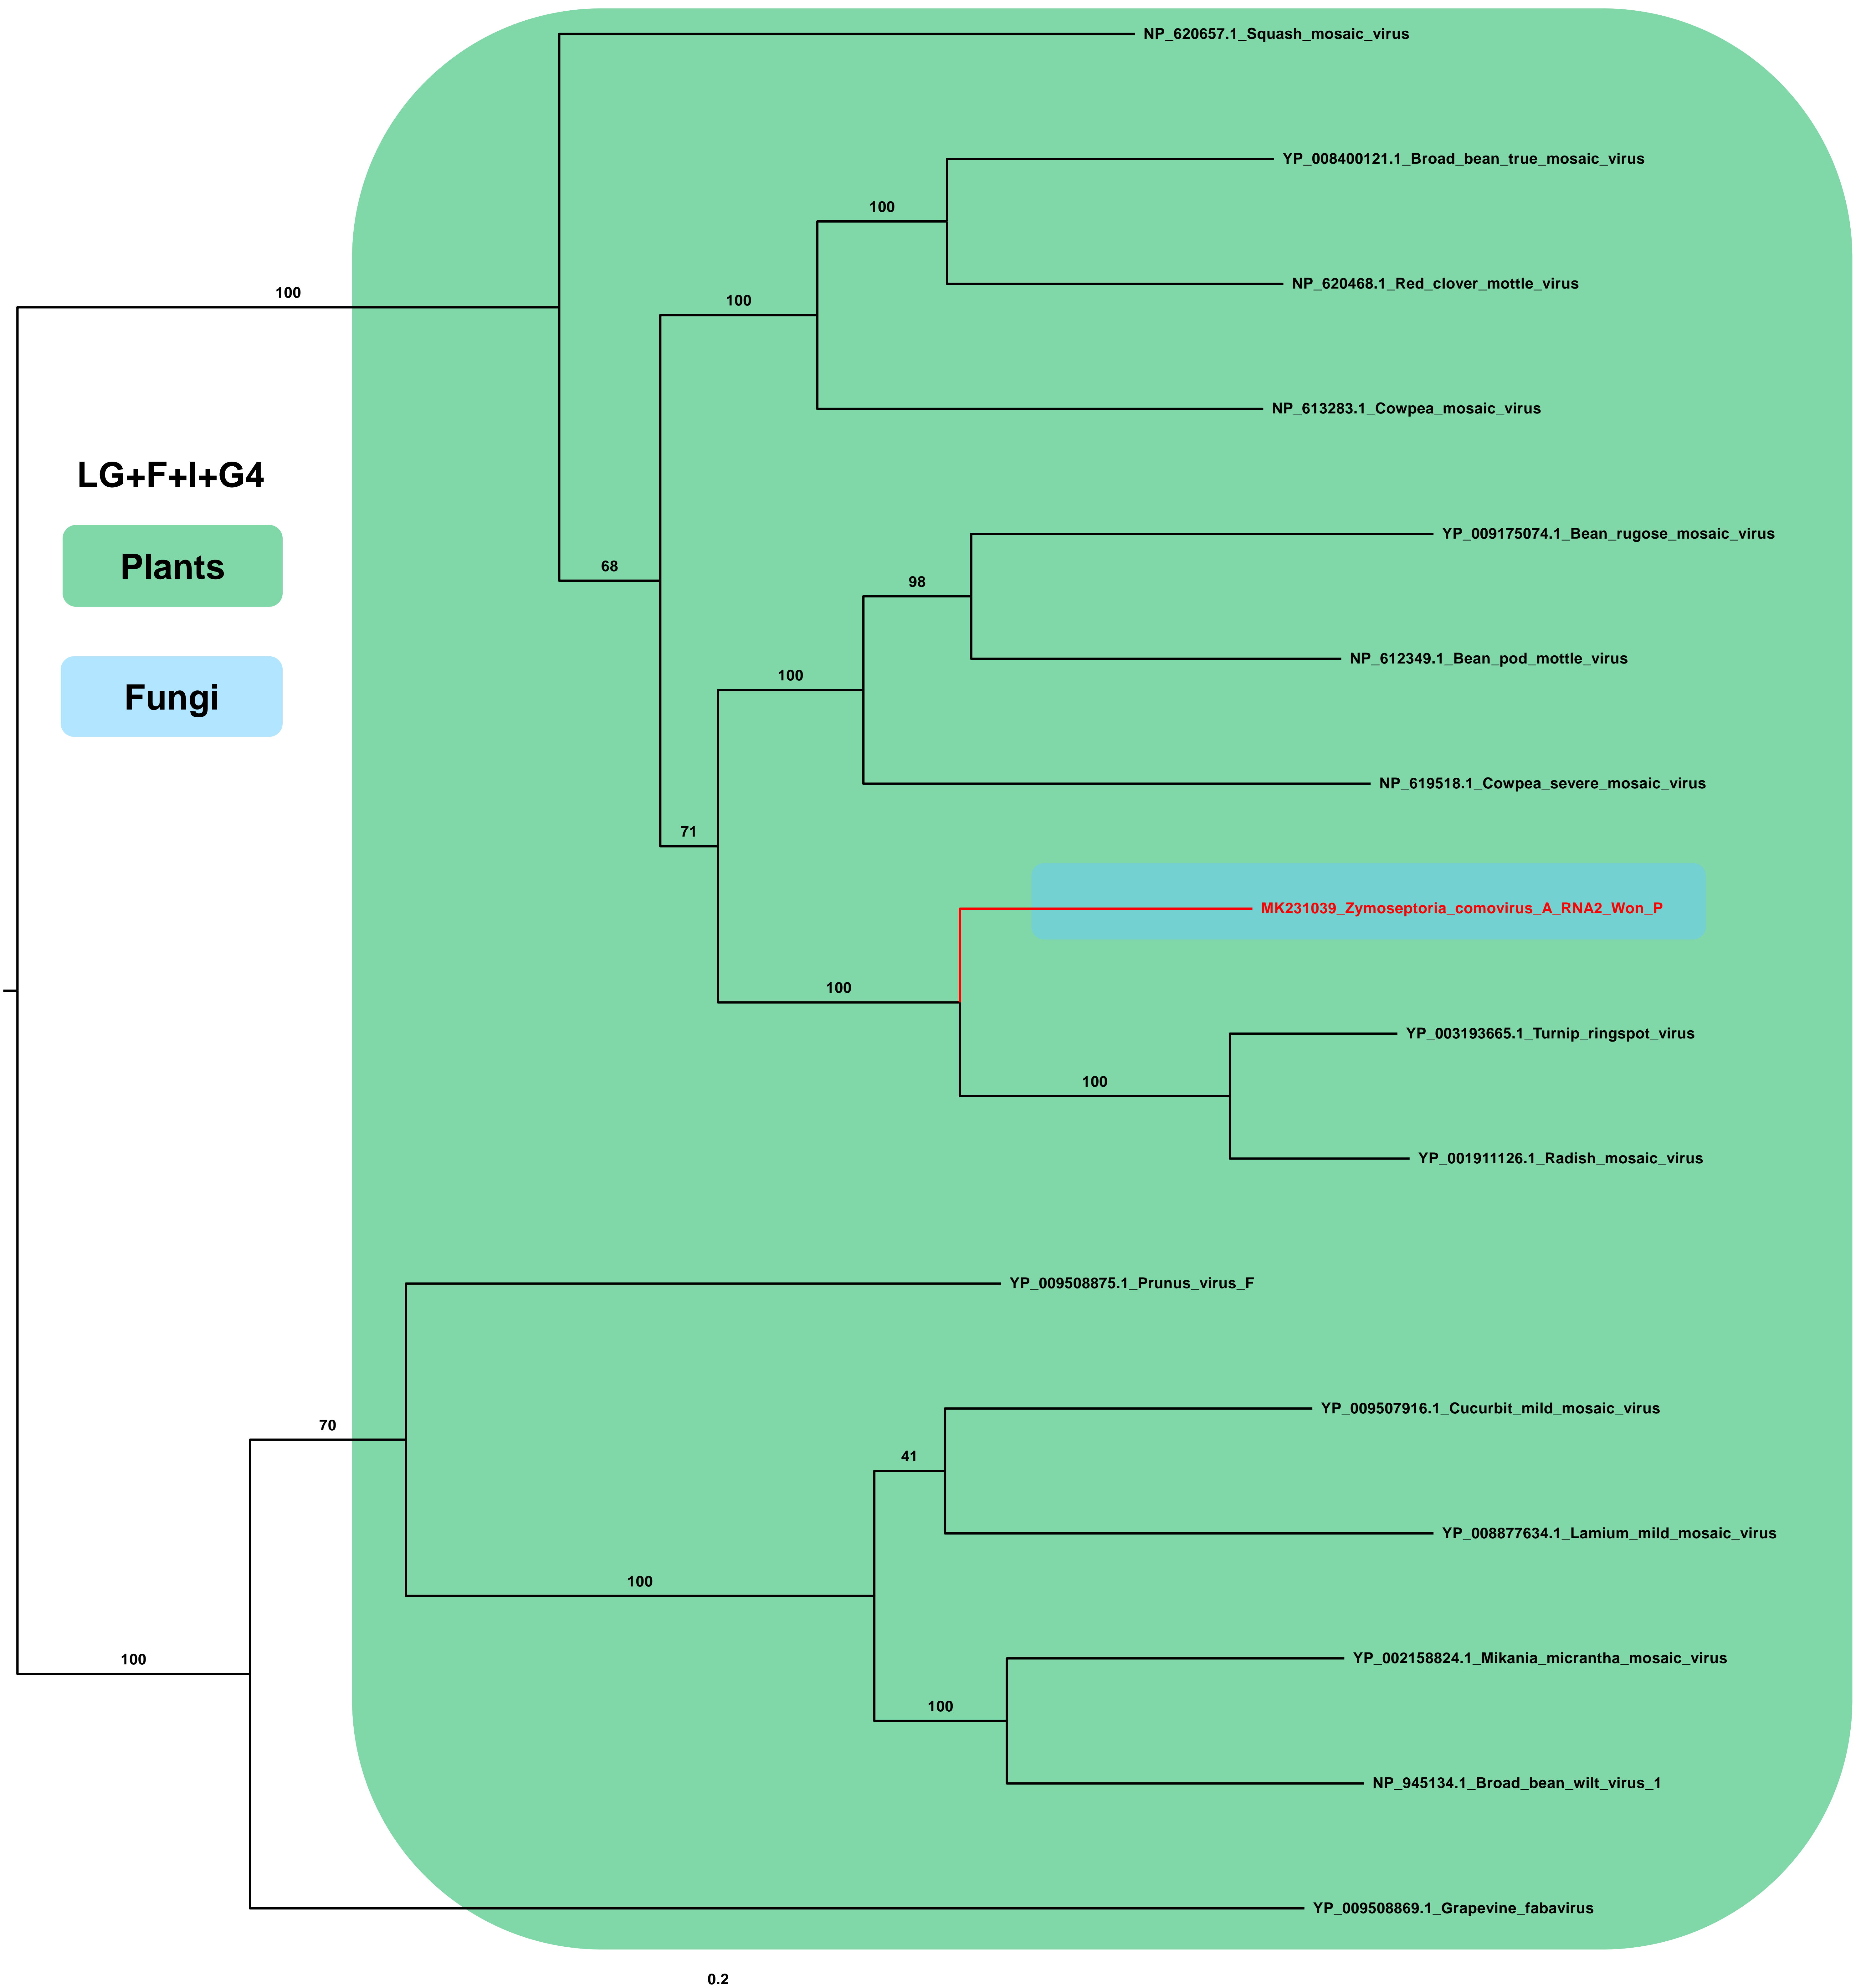 NP_620657.1_Squash_mosaic_virus
YP_008400121.1_Broad_bean_true_mosaic_virus
100
NP_620468.1_Red_clover_mottle_virus
100
100
NP_613283.1_Cowpea_mosaic_virus
LG+F+I+G4
Plants
Fungi
YP_009175074.1_Bean_rugose_mosaic_virus
68
98
NP_612349.1_Bean_pod_mottle_virus
100
NP_619518.1_Cowpea_severe_mosaic_virus
71
MK231039_Zymoseptoria_comovirus_A_RNA2_Won_P
100
YP_003193665.1_Turnip_ringspot_virus
100
YP_001911126.1_Radish_mosaic_virus
YP_009508875.1_Prunus_virus_F
YP_009507916.1_Cucurbit_mild_mosaic_virus
70
41
YP_008877634.1_Lamium_mild_mosaic_virus
100
100
YP_002158824.1_Mikania_micrantha_mosaic_virus
100
NP_945134.1_Broad_bean_wilt_virus_1
YP_009508869.1_Grapevine_fabavirus
0.2